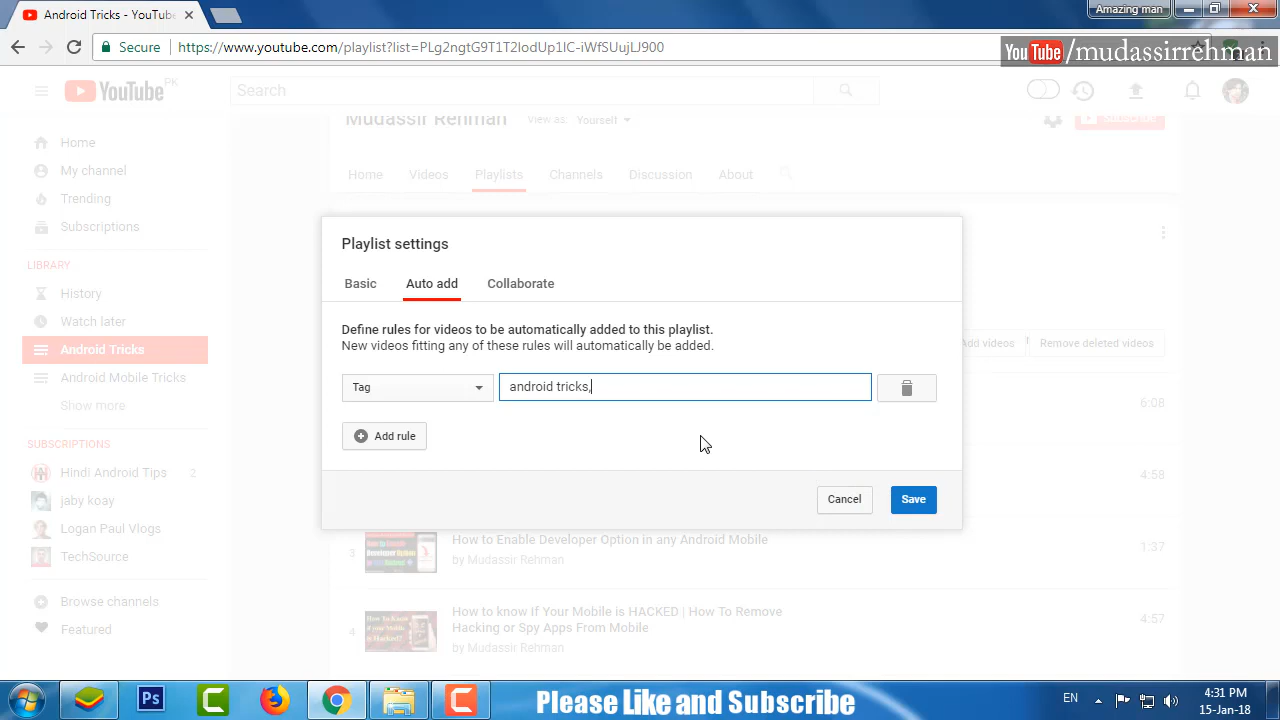 Android Tricks - YouTube
Amazing man
Secure https://www.youtube.com/playlist?list=PLg2ngtG9T1T2IodUp1IC-iWfSUujLJ900
YouTube/mudassirrehman
YouTube PK
Search
Mudassir Rehman View as: Yourself
Subscribe
Home
My channel
Trending
Subscriptions
LIBRARY
History
Watch later
Android Tricks
Android Mobile Tricks
Show more
SUBSCRIPTIONS
Hindi Android Tips 2
jaby koay
Logan Paul Vlogs
TechSource
Browse channels
Featured
Home Videos Playlists Channels Discussion About
Playlist settings
Basic Auto add Collaborate
Define rules for videos to be automatically added to this playlist.
New videos fitting any of these rules will automatically be added.
Tag android tricks,
Add rule
Cancel Save
Add videos Remove deleted videos
6:08
4:58
3 How to Enable Developer Option in any Android Mobile
by Mudassir Rehman
1:37
4 How to know if Your Mobile is HACKED | How To Remove
Hacking or Spy Apps From Mobile
by Mudassir Rehman
4:57
Ps
Please Like and Subscribe
EN
4:31 PM
15-Jan-18